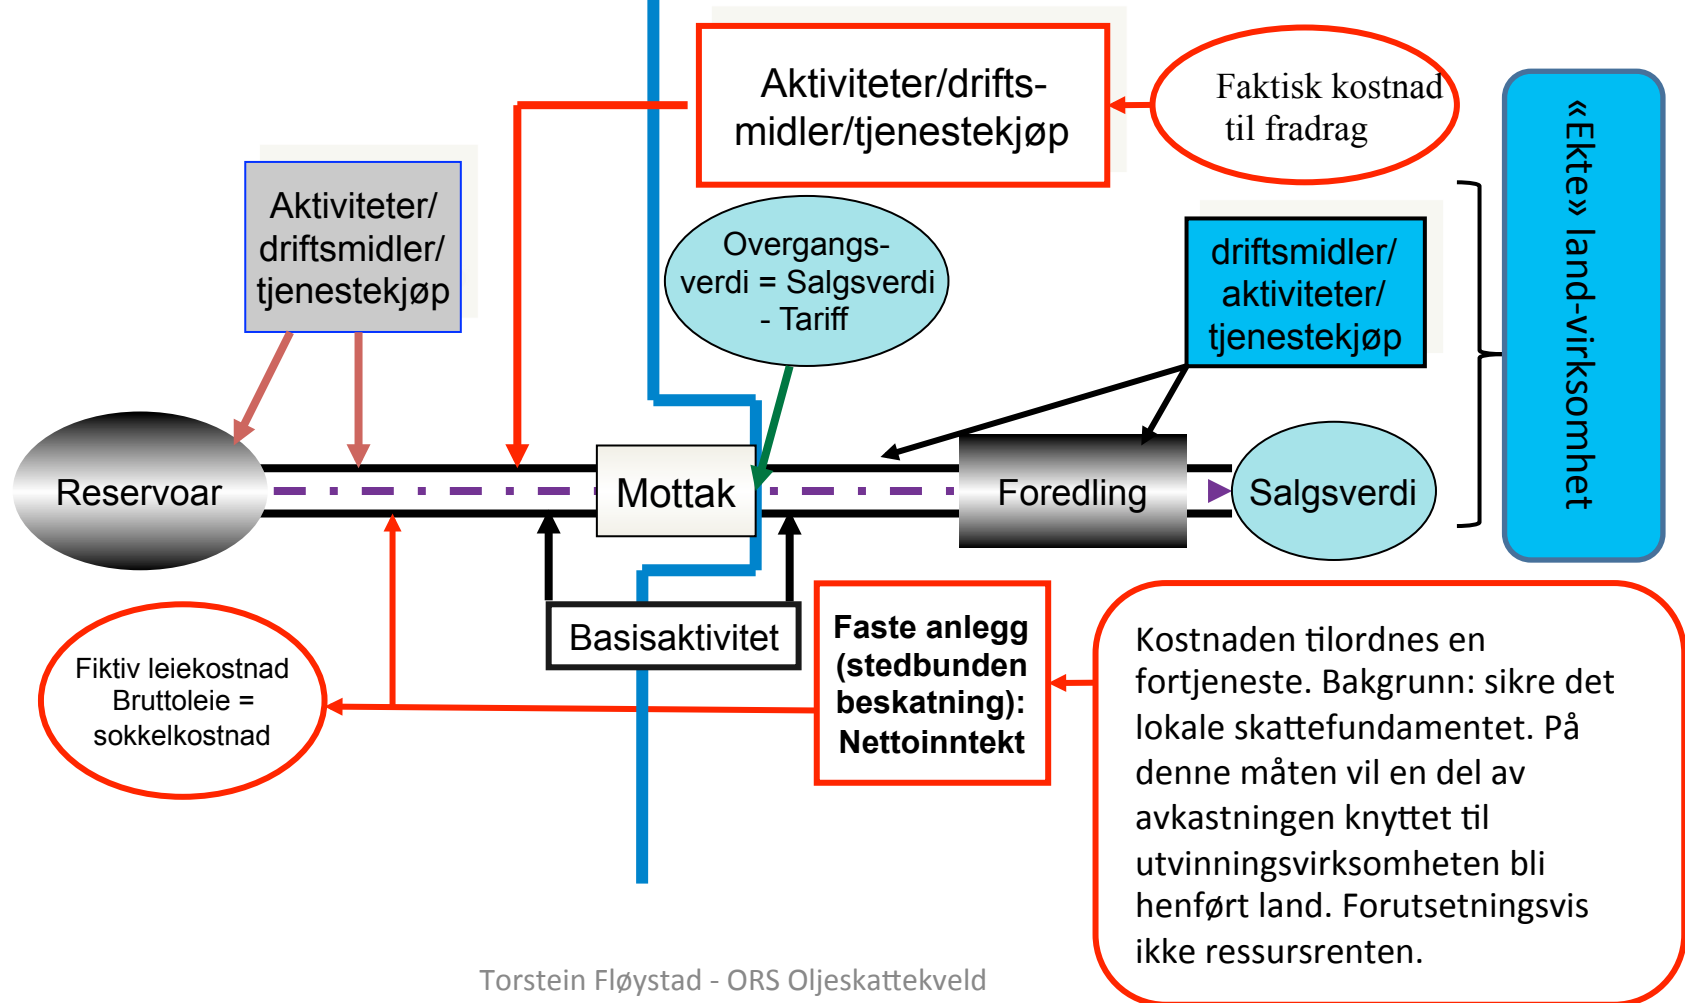 Aktiviteter/drifts-
midler/tjenestekjøp
Faktisk kostnad
til fradrag
«Ekte» land-virksomhet
Aktiviteter/
driftsmidler/
tjenestekjøp
Overgangs-
verdi = Salgsverdi
- Tariff
driftsmidler/
aktiviteter/
tjenestekjøp
Reservoar
Mottak
Foredling
Salgsverdi
Basisaktivitet
Fiktiv leiekostnad
Bruttoleie =
sokkelkostnad
Faste anlegg
(stedbunden
beskatning):
Nettoinntekt
Kostnaden tilordnes en
fortjeneste. Bakgrunn: sikre det
lokale skattefundamentet. På
denne måten vil en del av
avkastningen knyttet til
utvinningsvirksomheten bli
henført land. Forutsetningsvis
ikke ressursrenten.
Torstein Fløystad - ORS Oljeskattekveld